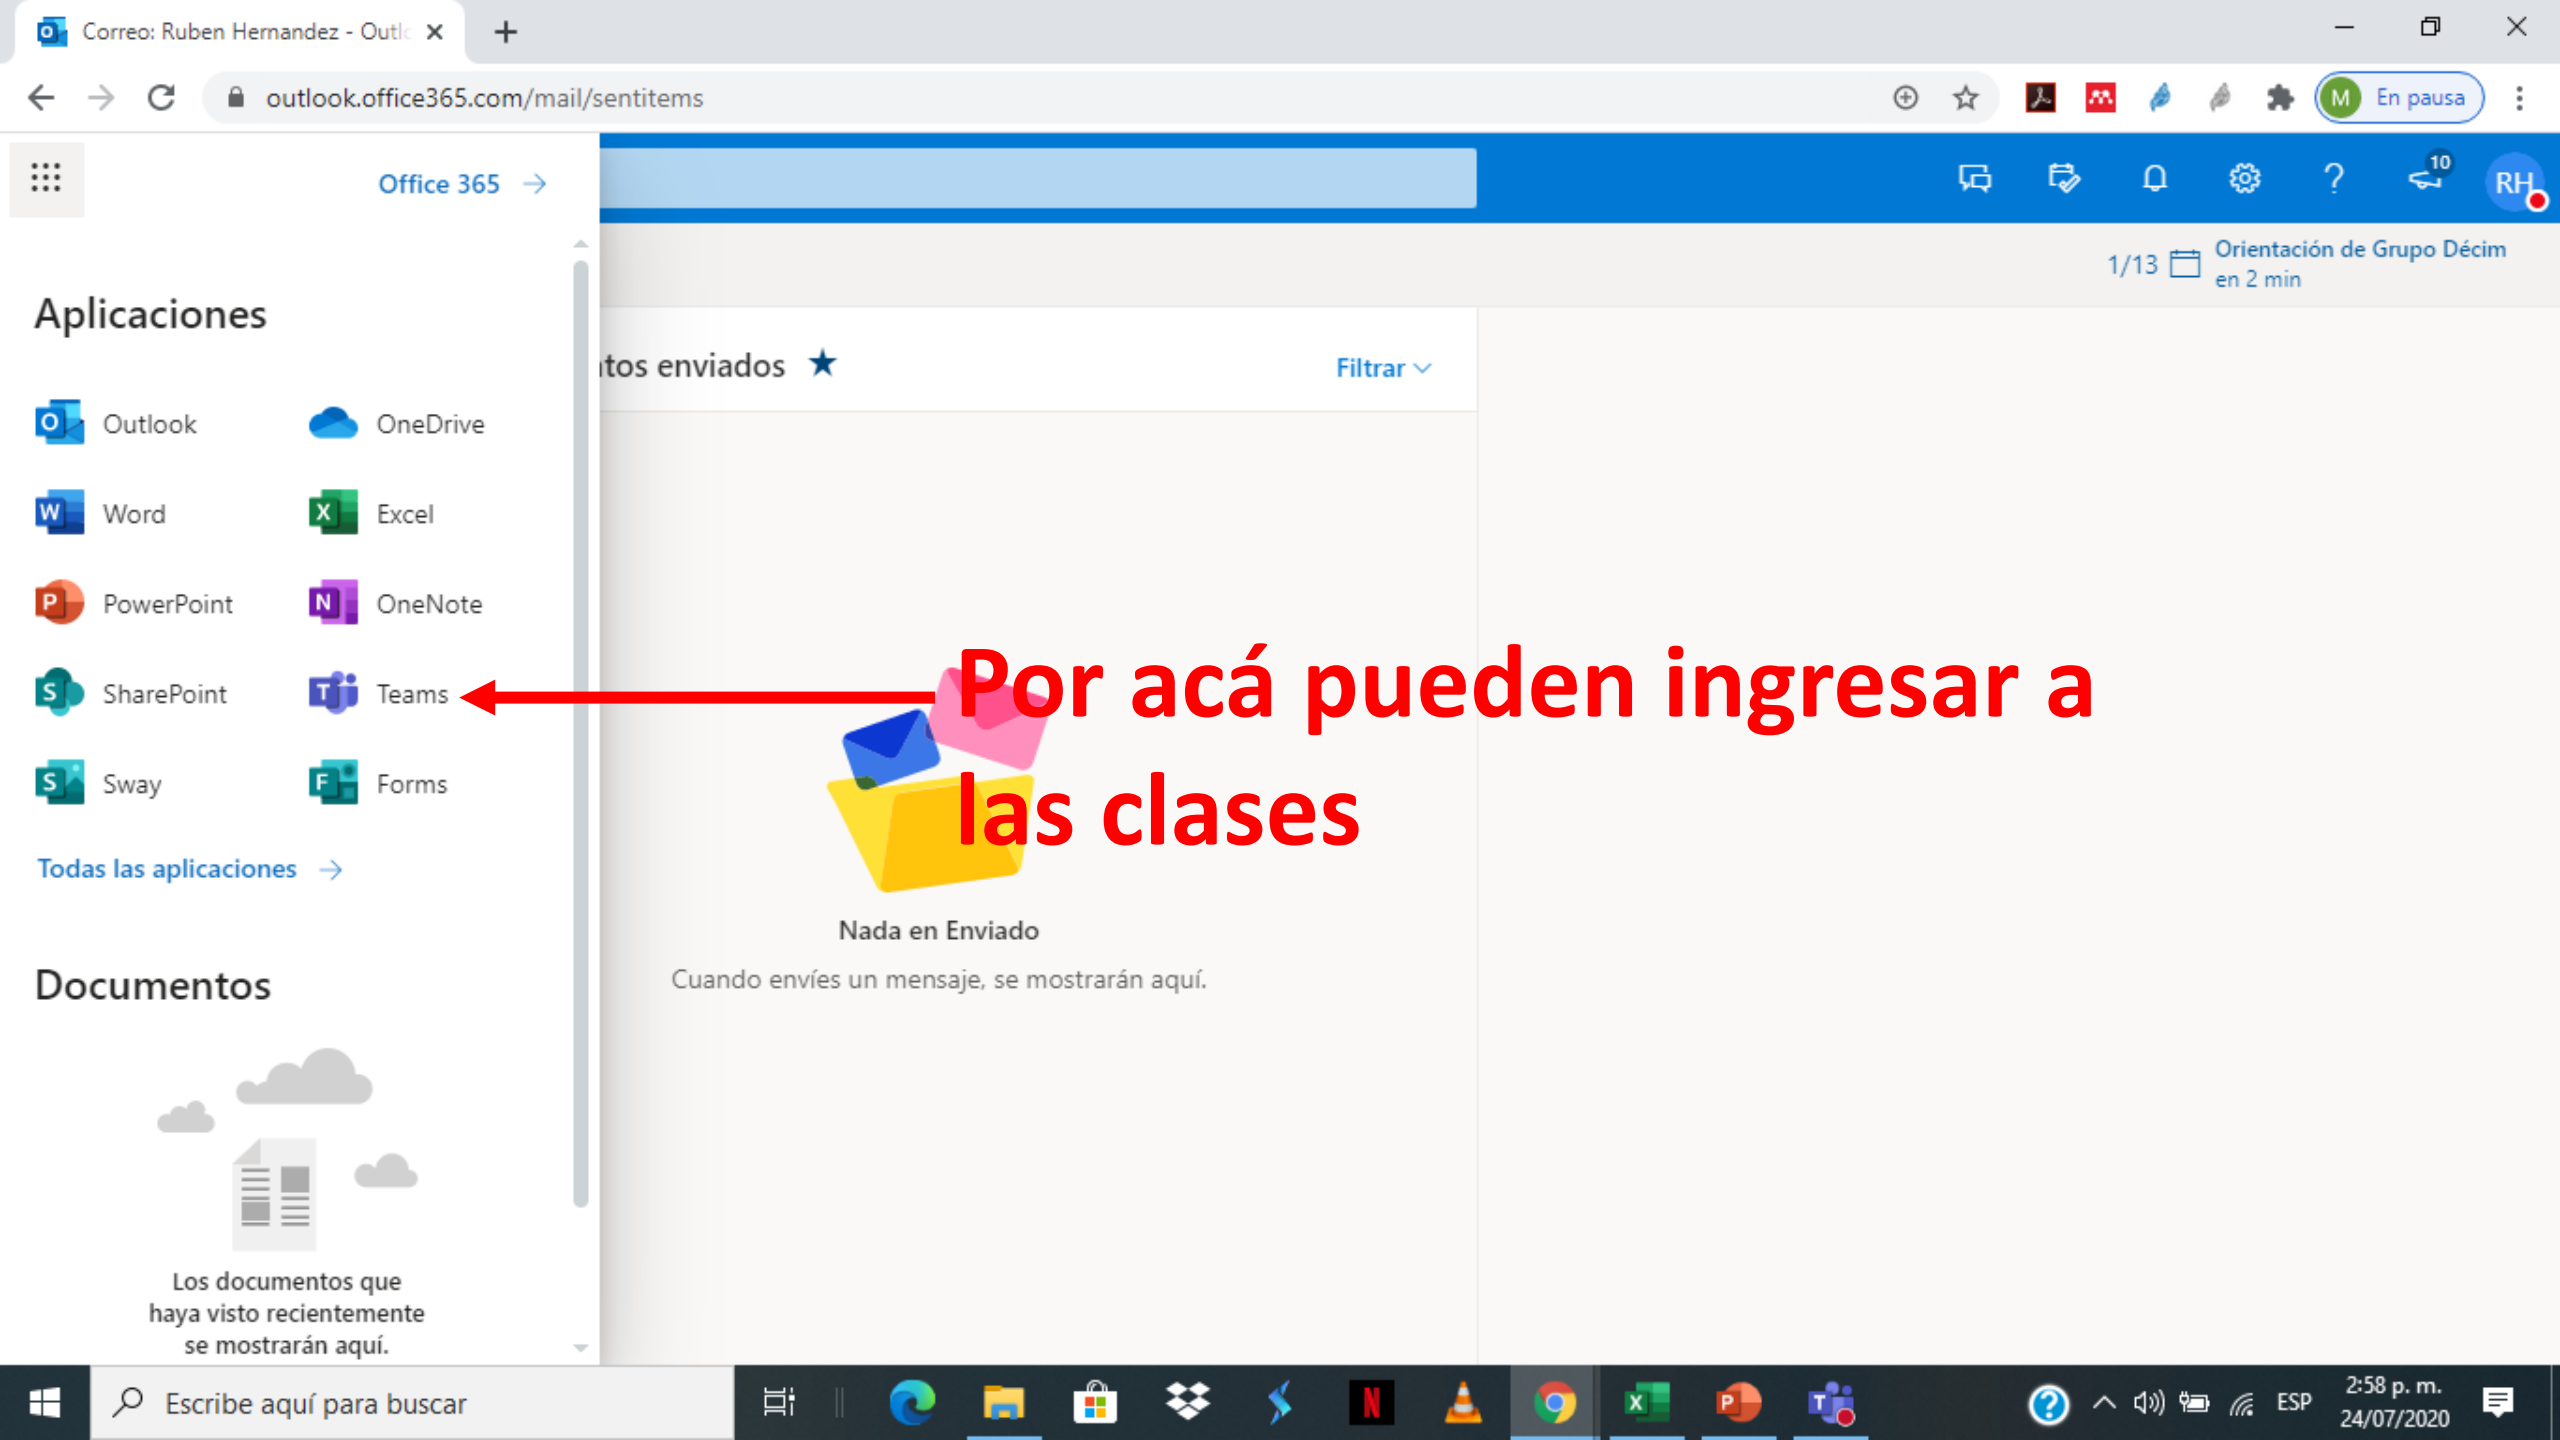 Correo: Ruben Hernandez - Outlo
outlook.office365.com/mail/sentitems
M En pausa
Office 365
10
RH
1/13
Orientación de Grupo Décim
en 2 min
Aplicaciones
tos enviados
Filtrar
Outlook OneDrive
Word Excel
PowerPoint OneNote
SharePoint Teams
Sway Forms
Por acá pueden ingresar a
las clases
Todas las aplicaciones
Nada en Enviado
Cuando envíes un mensaje, se mostrarán aquí.
Documentos
Los documentos que
haya visto recientemente
se mostrarán aquí.
Escribe aquí para buscar
ESP
2:58 p. m.
24/07/2020